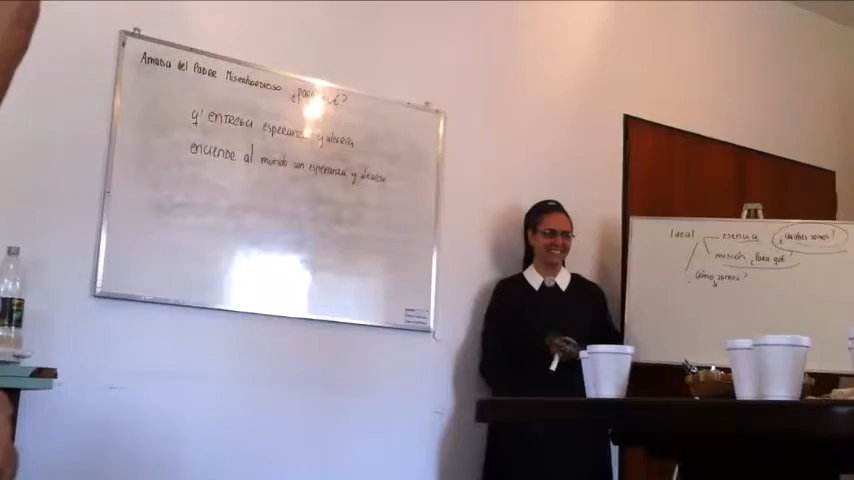 Amada del Padre Misericordioso
¿para qué?
q' entrega esperanza y alegría
enciende al mundo con esperanza y alegría
Ideal
esencia
¿Quiénes somos?
misión ¿Para qué?
¿Cómo somos?